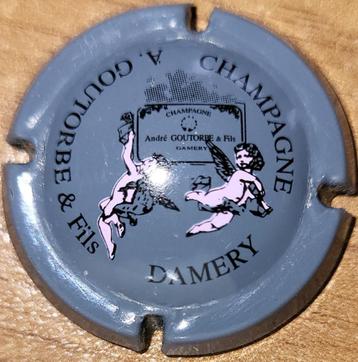 CHAMPAGNE
A. GOUTORBE & Fils
CHAMPAGNE
André GOUTORBE & Fils
DAMERY
DAMERY